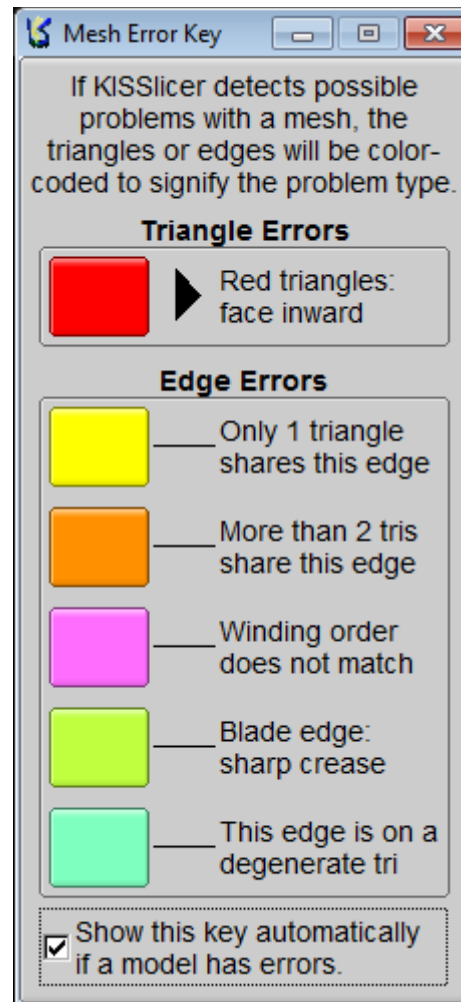 Mesh Error Key
If KISSlicer detects possible
problems with a mesh, the
triangles or edges will be color-
coded to signify the problem type.
Triangle Errors
Red triangles:
face inward
Edge Errors
Only 1 triangle
shares this edge
More than 2 tris
share this edge
Winding order
does not match
Blade edge:
sharp crease
This edge is on a
degenerate tri
Show this key automatically
if a model has errors.